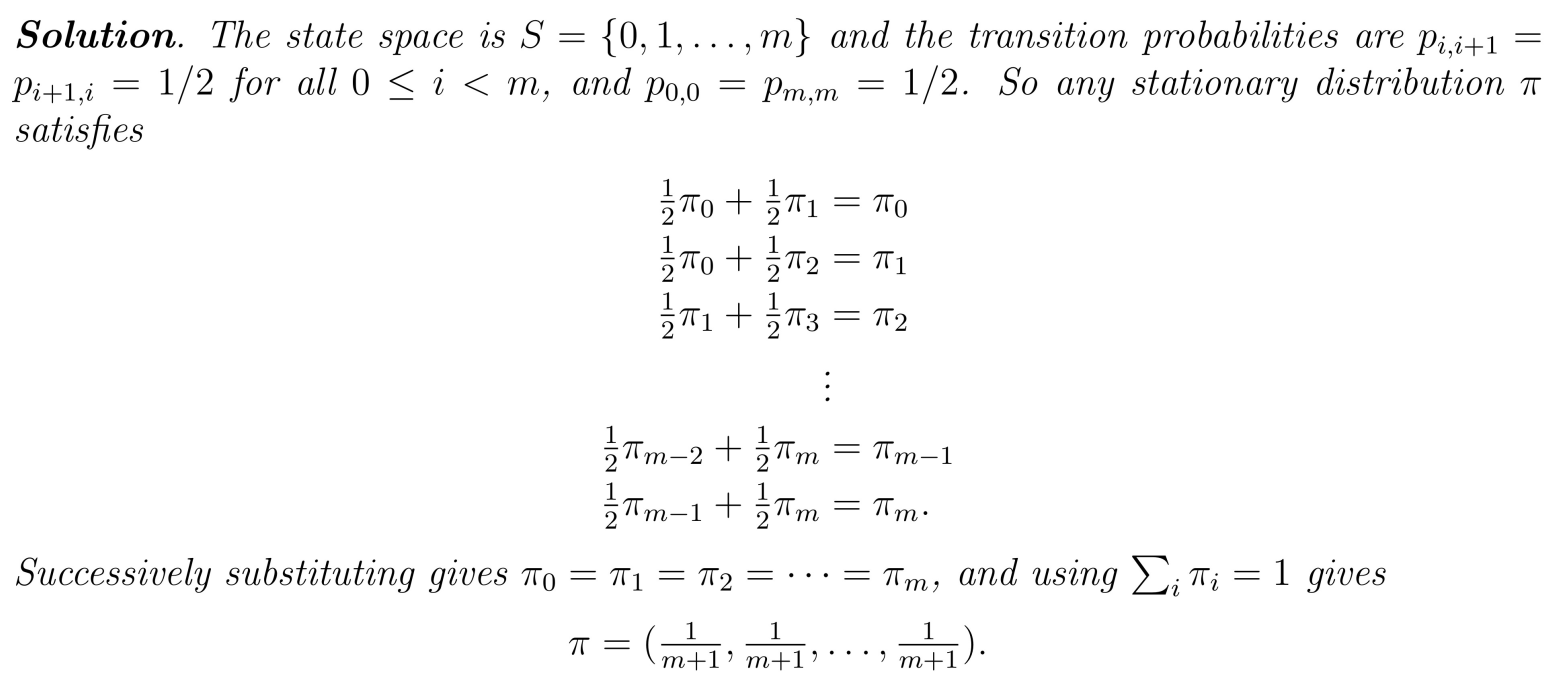 Solution. The state space is S = {0, 1, . . . , m} and the transition probabilities are p_{i,i+1} =
p_{i+1,i} = 1/2 for all 0 ≤ i < m, and p_{0,0} = p_{m,m} = 1/2. So any stationary distribution π
satisfies
½π_0 + ½π_1 = π_0
½π_0 + ½π_2 = π_1
½π_1 + ½π_3 = π_2
⋮
½π_{m−2} + ½π_m = π_{m−1}
½π_{m−1} + ½π_m = π_m.
Successively substituting gives π_0 = π_1 = π_2 = · · · = π_m, and using ∑_i π_i = 1 gives
π = (\frac{1}{m+1}, \frac{1}{m+1}, . . . , \frac{1}{m+1}).